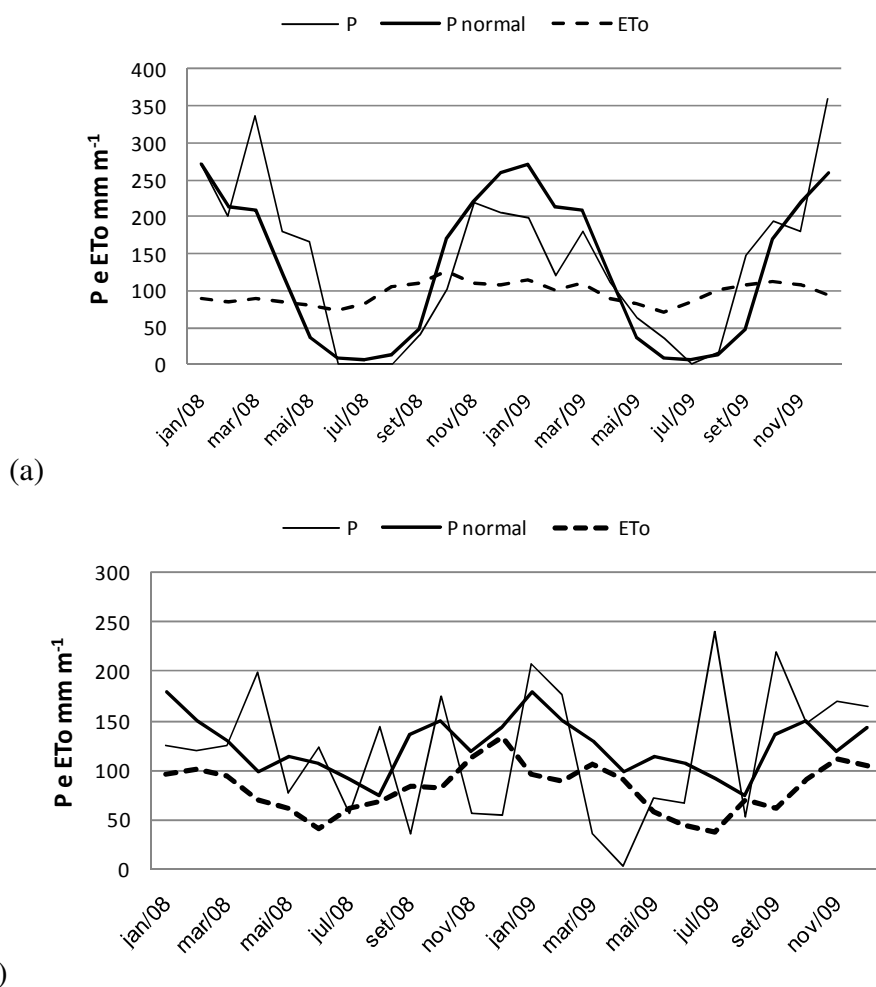 P P normal ETo
400
350
300
250
200
150
100
50
0
P e ETo mm m-1
jan/08 mar/08 mai/08 jul/08 set/08 nov/08 jan/09 mar/09 mai/09 jul/09 set/09 nov/09
(a)
P P normal ETo
300
250
200
150
100
50
0
P e ETo mm m-1
jan/08 mar/08 mai/08 jul/08 set/08 nov/08 jan/09 mar/09 mai/09 jul/09 set/09 nov/09
)